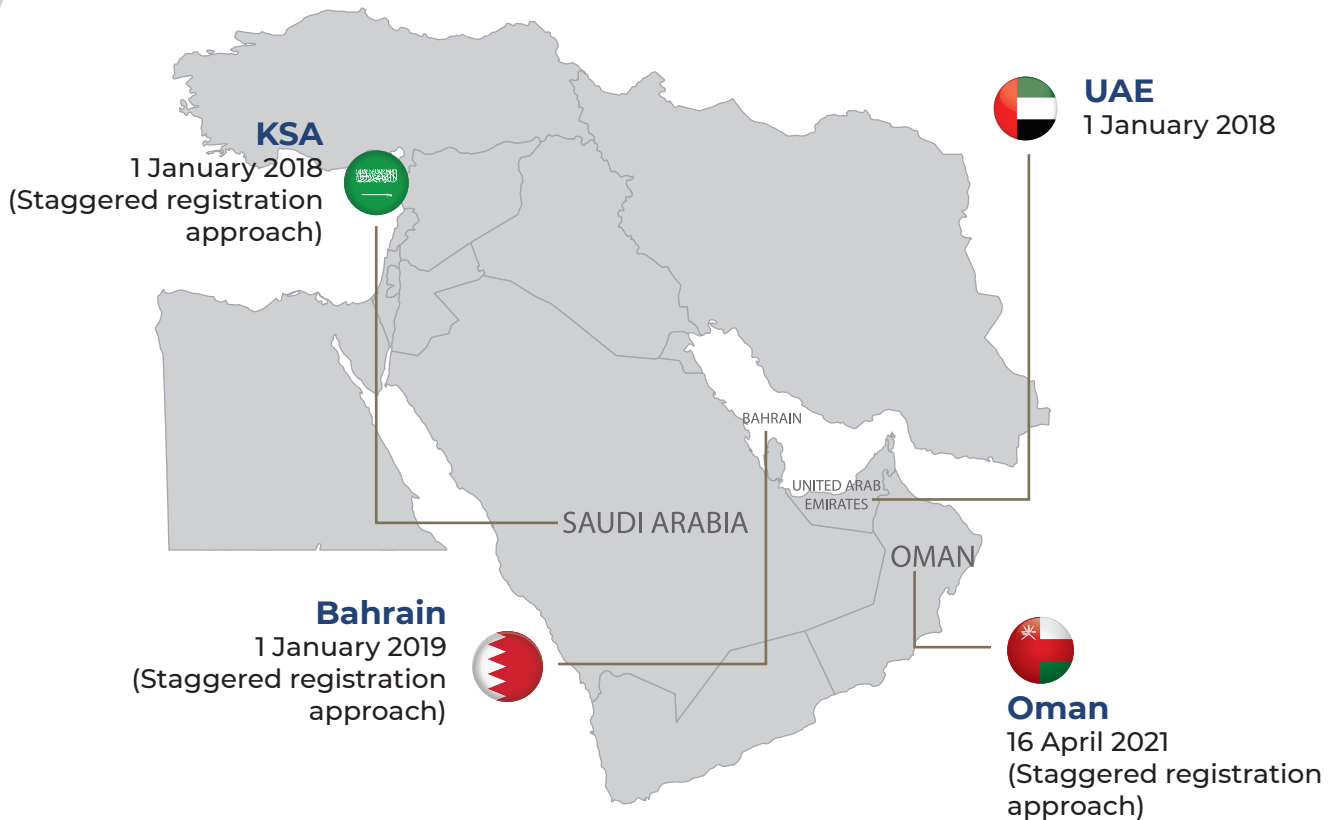 UAE
1 January 2018
KSA
1 January 2018
(Staggered registration
approach)
BAHRAIN
UNITED ARAB
EMIRATES
SAUDI ARABIA
OMAN
Bahrain
1 January 2019
(Staggered registration
approach)
Oman
16 April 2021
(Staggered registration
approach)